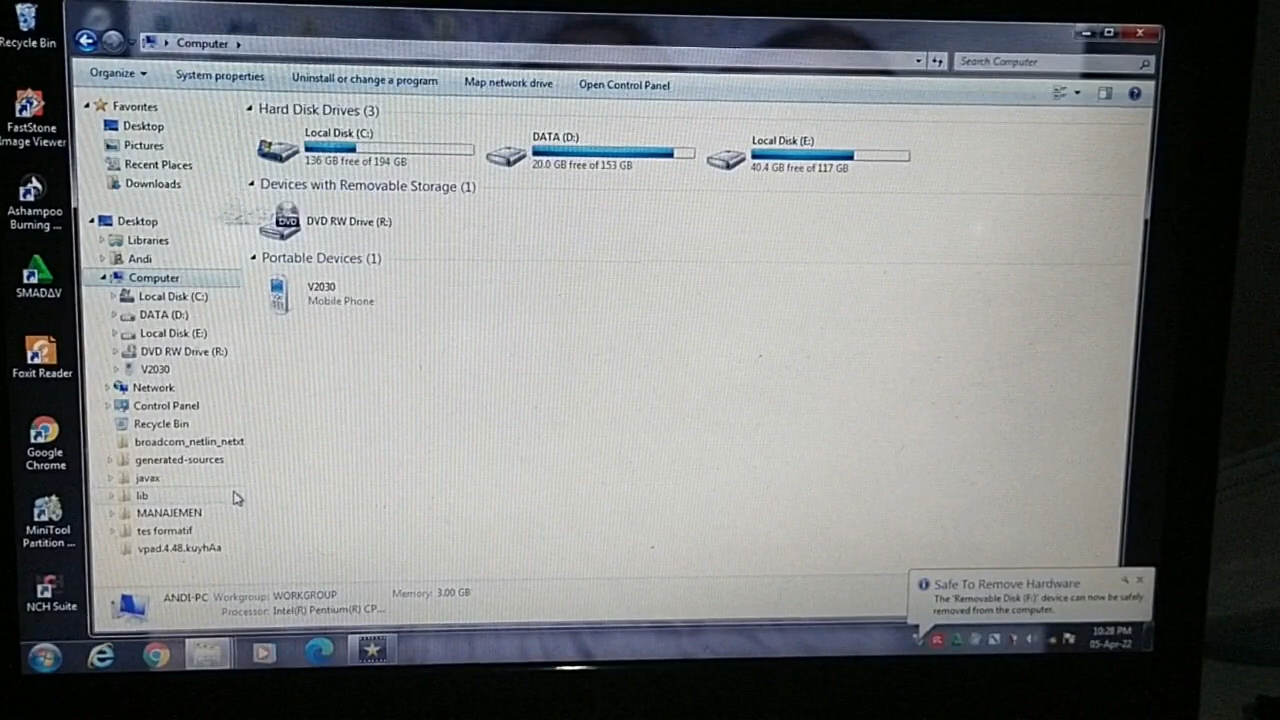 Recycle Bin
FastStone
Image Viewer
Ashampoo
Burning ...
SMADΔV
Foxit Reader
Google
Chrome
MiniTool
Partition ...
NCH Suite
Computer
Search Computer
Organize
System properties
Uninstall or change a program
Map network drive
Open Control Panel
Favorites
Desktop
Pictures
Recent Places
Downloads
Desktop
Libraries
Andi
Computer
Local Disk (C:)
DATA (D:)
Local Disk (E:)
DVD RW Drive (R:)
V2030
Network
Control Panel
Recycle Bin
broadcom_netlin_netxt
generated-sources
javax
lib
MANAJEMEN
tes formatif
vpad.4.48.kuyhAa
Hard Disk Drives (3)
Local Disk (C:)
136 GB free of 194 GB
DATA (D:)
20.0 GB free of 153 GB
Local Disk (E:)
40.4 GB free of 117 GB
Devices with Removable Storage (1)
DVD
DVD RW Drive (R:)
Portable Devices (1)
V2030
Mobile Phone
ANDI-PC Workgroup: WORKGROUP Memory: 3.00 GB
Processor: Intel(R) Pentium(R) CP...
Safe To Remove Hardware
The 'Removable Disk (F:)' device can now be safely
removed from the computer.
10:28 PM
05-Apr-22